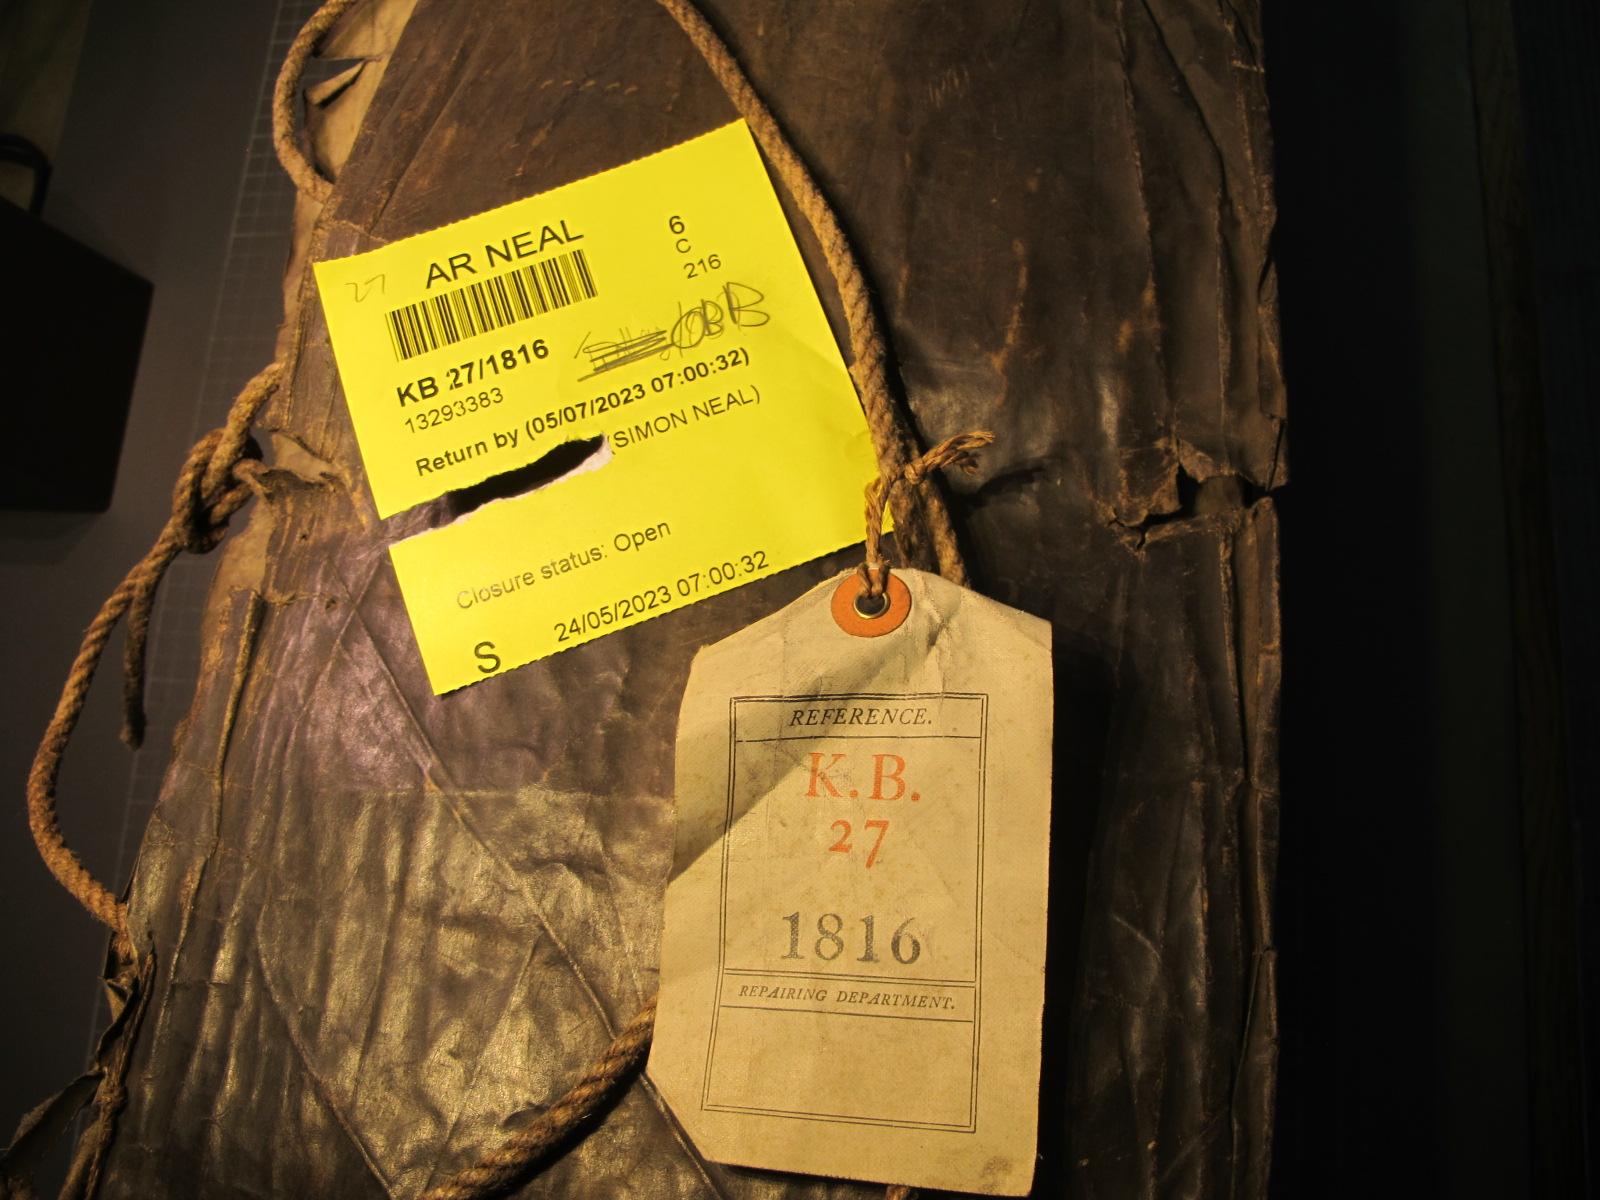 27
AR NEAL
6
C
216
KB 27/1816
13293383
Return by (05/07/2023 07:00:32)
(SIMON NEAL)
Closure status: Open
24/05/2023 07:00:32
S
REFERENCE.
K.B.
27
1816
REPAIRING DEPARTMENT.